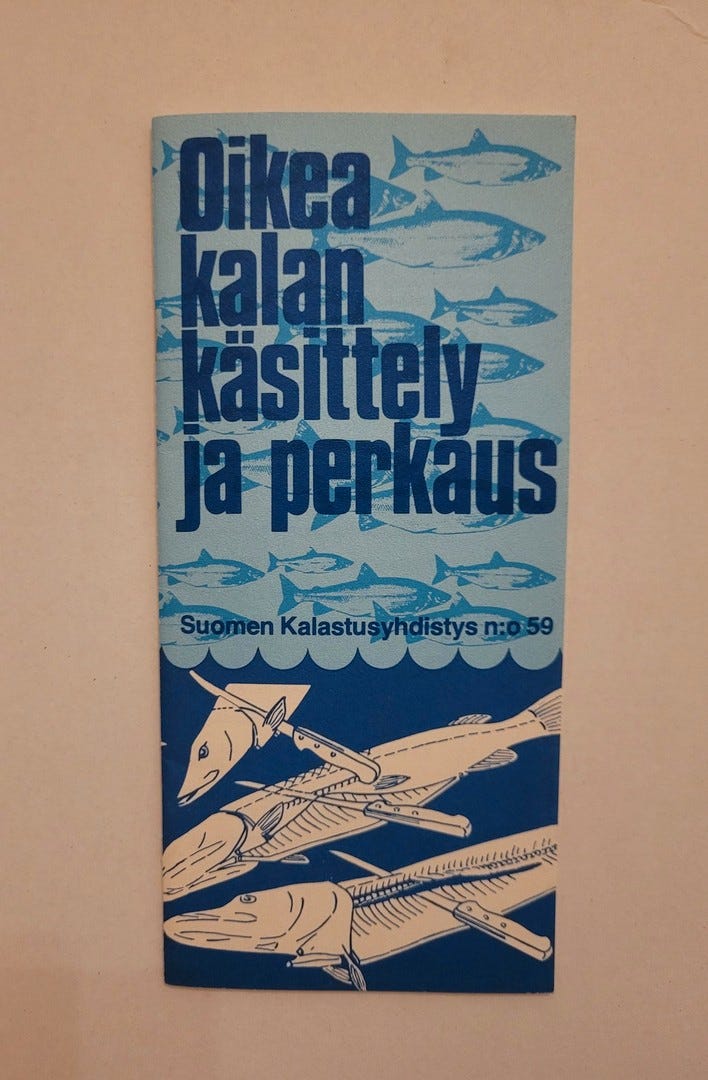 Oikea
kalan
käsittely
ja perkaus
Suomen Kalastusyhdistys n:o 59